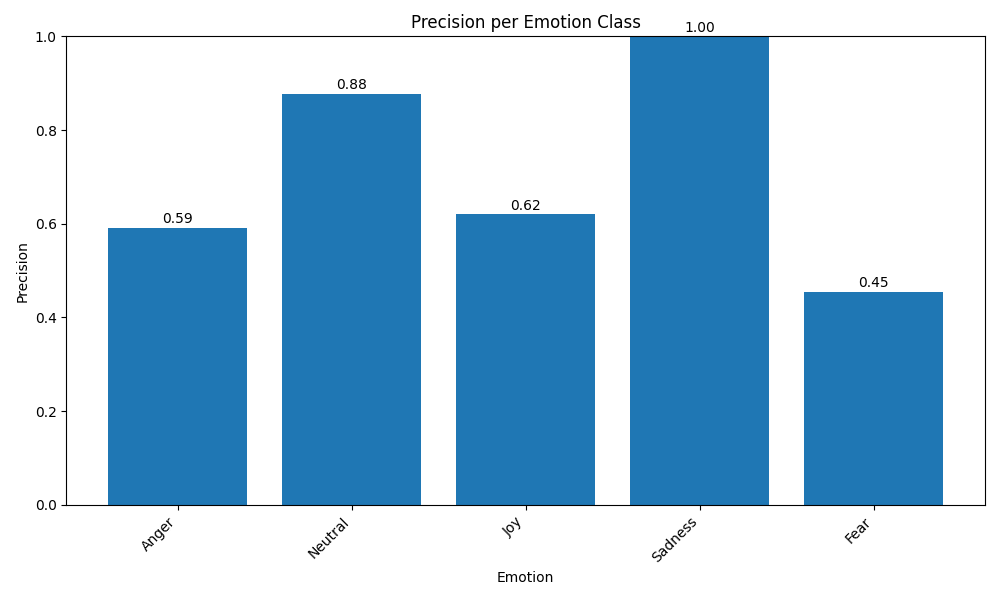 Precision per Emotion Class
1.0
0.8
0.6
0.4
0.2
0.0
Precision
0.59
0.88
0.62
1.00
0.45
Anger
Neutral
Joy
Sadness
Fear
Emotion